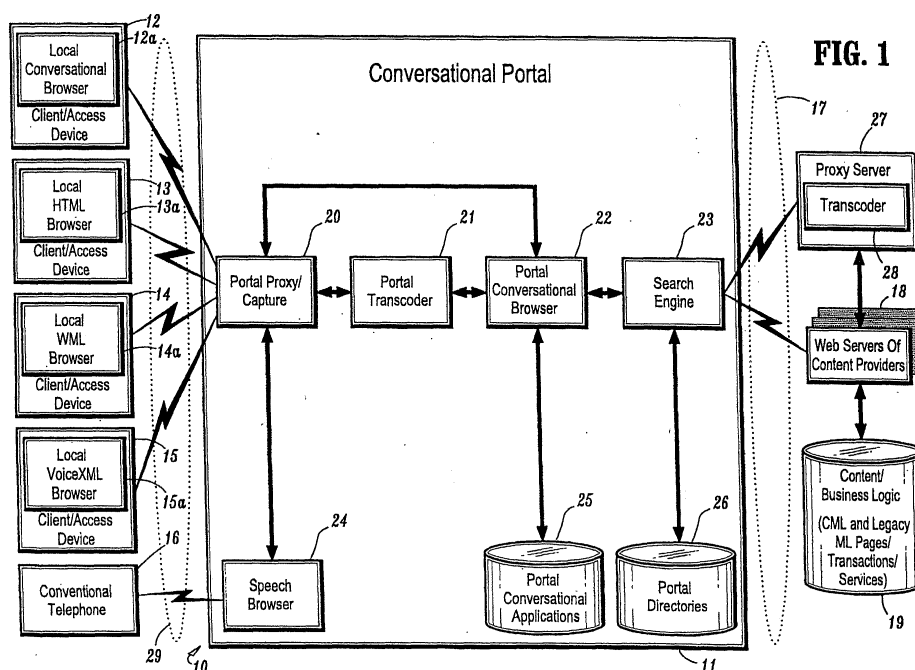 FIG. 1
Conversational Portal
12
12a
Local
Conversational
Browser
Client/Access
Device
13
13a
Local
HTML
Browser
Client/Access
Device
14
14a
Local
WML
Browser
Client/Access
Device
15
15a
Local
VoiceXML
Browser
Client/Access
Device
16
Conventional
Telephone
29
10
11
20
Portal Proxy/
Capture
21
Portal
Transcoder
22
Portal
Conversational
Browser
23
Search
Engine
24
Speech
Browser
25
Portal
Conversational
Applications
26
Portal
Directories
17
27
Proxy Server
Transcoder
28
18
Web Servers Of
Content Providers
Content/
Business Logic
(CML and Legacy
ML Pages/
Transactions/
Services)
19